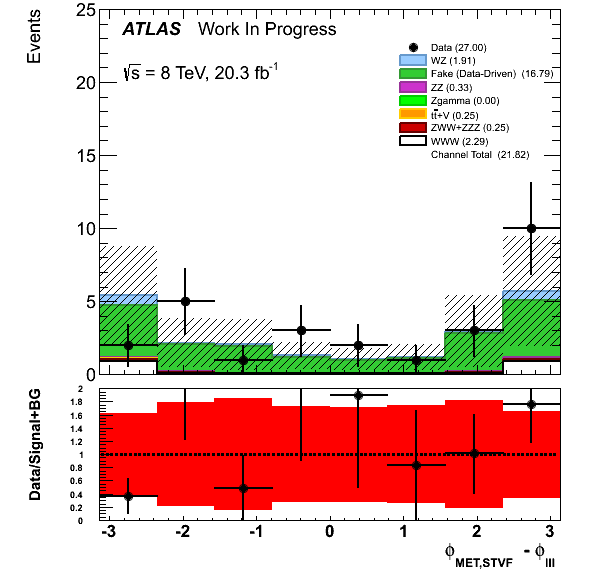 Events
25
20
15
10
5
0
ATLAS Work In Progress
√s = 8 TeV, 20.3 fb⁻¹
Data (27.00)
WZ (1.91)
Fake (Data-Driven) (16.79)
ZZ (0.33)
Zgamma (0.00)
tt̄+V (0.25)
ZWW+ZZZ (0.25)
WWW (2.29)
Channel Total (21.82)
Data/Signal+BG
2
1.8
1.6
1.4
1.2
1
0.8
0.6
0.4
0.2
0
-3 -2 -1 0 1 2 3
ϕMET,STVF - ϕlll